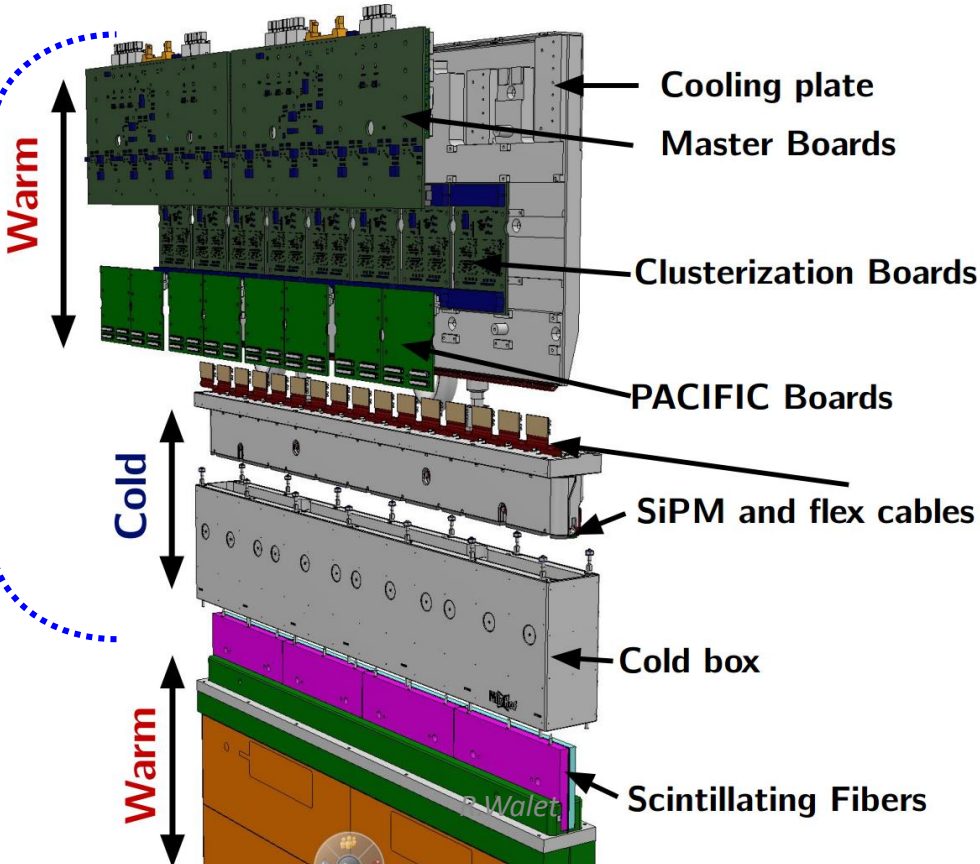 Cooling plate
Master Boards
Warm
Clusterization Boards
PACIFIC Boards
Cold
SiPM and flex cables
Cold box
Warm
Scintillating Fibers
R Walet